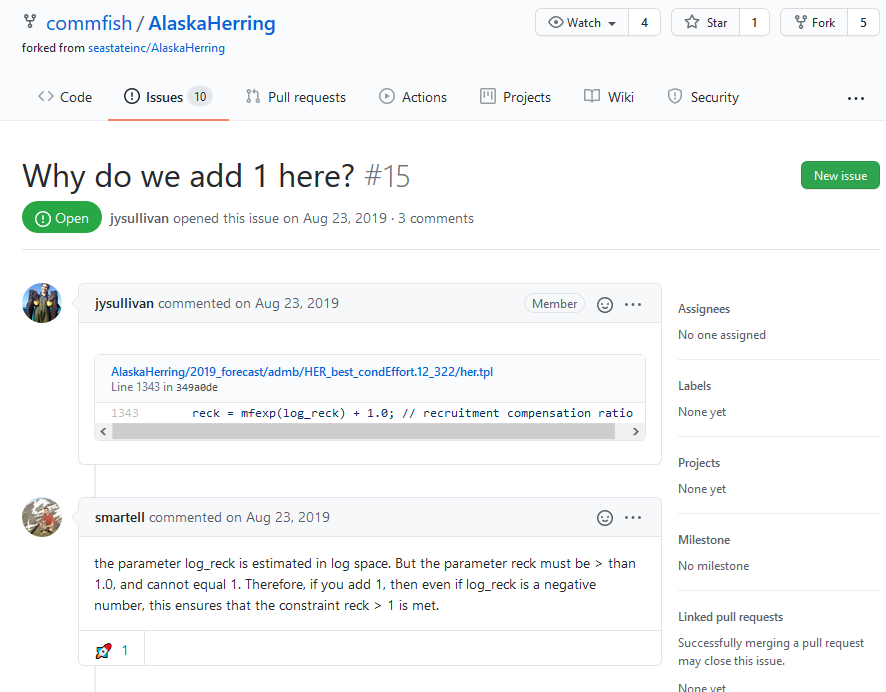 commfish / AlaskaHerring
Watch 4 Star 1 Fork 5
forked from seastateinc/AlaskaHerring
Code Issues 10 Pull requests Actions Projects Wiki Security ...
Why do we add 1 here? #15
New issue
Open jysullivan opened this issue on Aug 23, 2019 · 3 comments
jysullivan commented on Aug 23, 2019 Member ...
AlaskaHerring/2019_forecast/admb/HER_best_condEffort.12_322/her.tpl
Line 1343 in 349a0de
1343 reck = mfexp(log_reck) + 1.0; // recruitment compensation ratio
smartell commented on Aug 23, 2019 ...
the parameter log_reck is estimated in log space. But the parameter reck must be > than
1.0, and cannot equal 1. Therefore, if you add 1, then even if log_reck is a negative
number, this ensures that the constraint reck > 1 is met.
1
Assignees
No one assigned
Labels
None yet
Projects
None yet
Milestone
No milestone
Linked pull requests
Successfully merging a pull request
may close this issue.
None yet